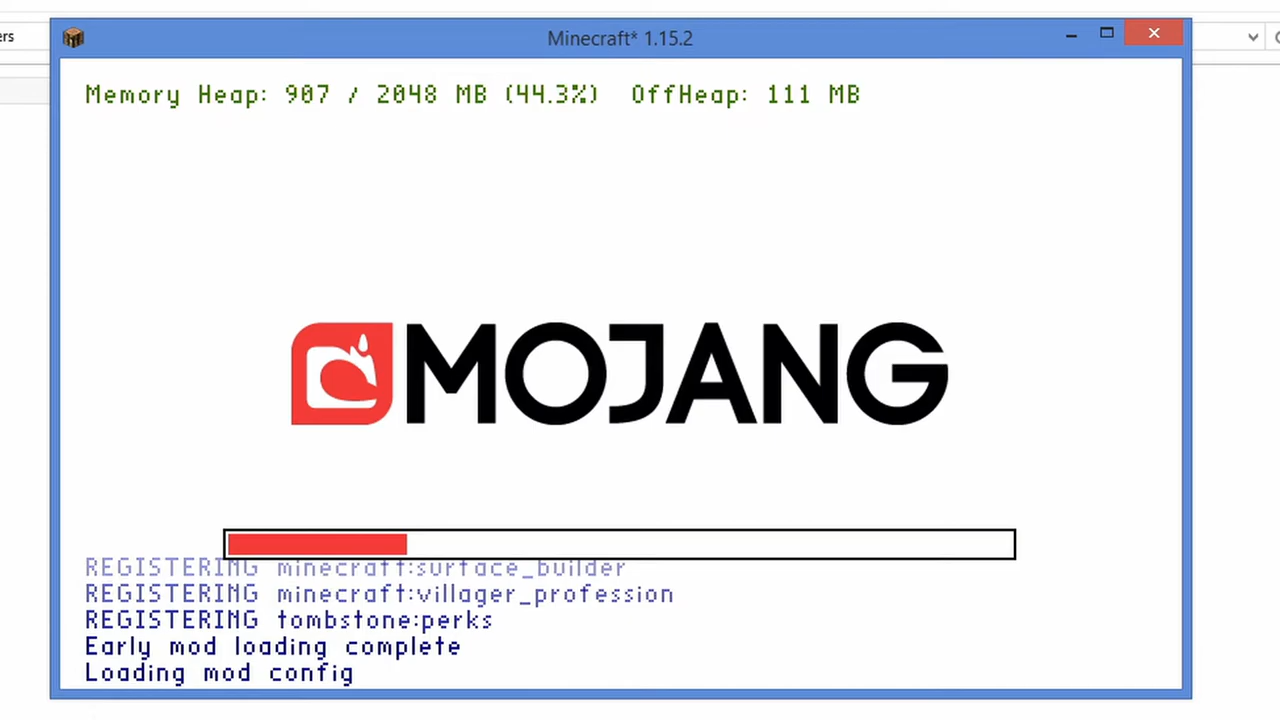 ers
Minecraft* 1.15.2
Memory Heap: 907 / 2048 MB (44.3%) OffHeap: 111 MB
MOJANG
REGISTERING minecraft:surface_builder
REGISTERING minecraft:villager_profession
REGISTERING tombstone:perks
Early mod loading complete
Loading mod config